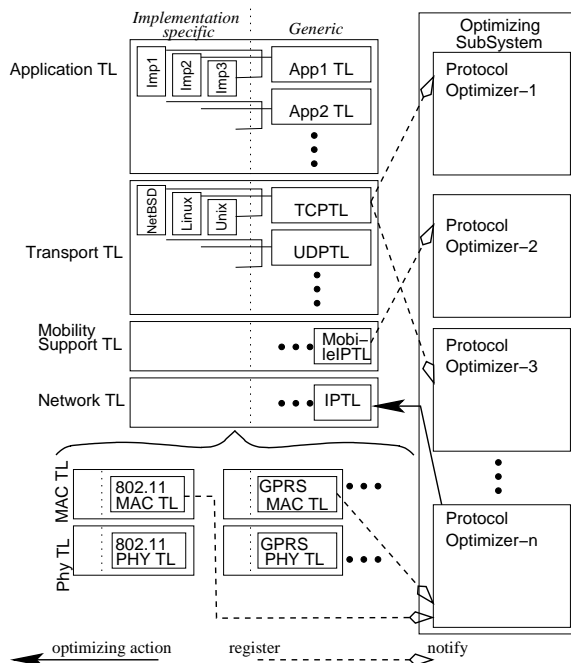 Implementation
specific
Generic
Optimizing
SubSystem
Application TL
Imp1
Imp2
Imp3
App1 TL
App2 TL
Protocol
Optimizer–1
Transport TL
NetBSD
Linux
Unix
TCPTL
UDPTL
Protocol
Optimizer–2
Mobility
Support TL
Mobi–
leIPTL
Protocol
Optimizer–3
Network TL
IPTL
MAC TL
802.11
MAC TL
GPRS
MAC TL
Protocol
Optimizer–n
Phy TL
802.11
PHY TL
GPRS
PHY TL
optimizing action
register
notify